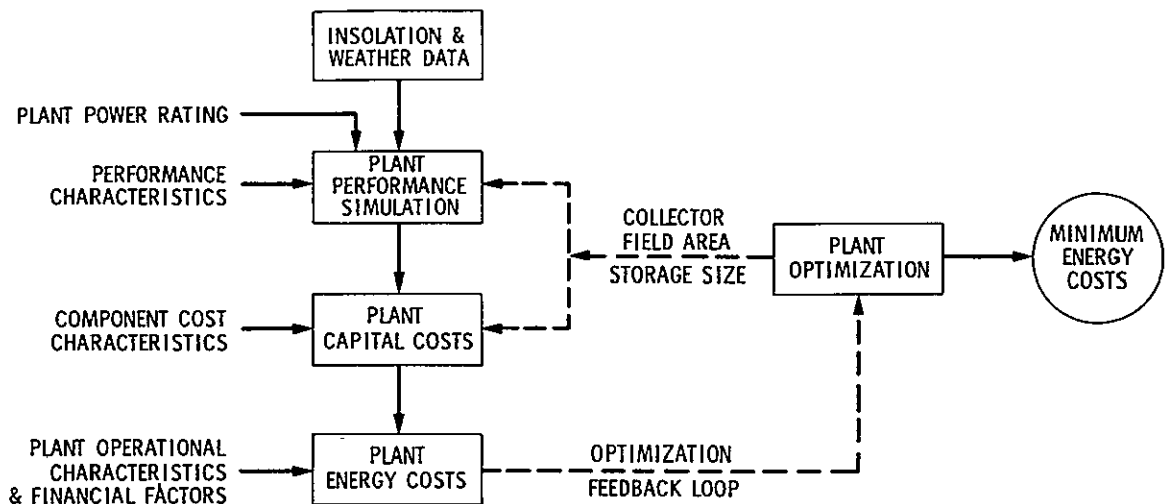 INSOLATION &
WEATHER DATA
PLANT POWER RATING
PERFORMANCE
CHARACTERISTICS
PLANT
PERFORMANCE
SIMULATION
COLLECTOR
FIELD AREA
STORAGE SIZE
PLANT
OPTIMIZATION
MINIMUM
ENERGY
COSTS
COMPONENT COST
CHARACTERISTICS
PLANT
CAPITAL COSTS
PLANT OPERATIONAL
CHARACTERISTICS
& FINANCIAL FACTORS
PLANT
ENERGY COSTS
OPTIMIZATION
FEEDBACK LOOP